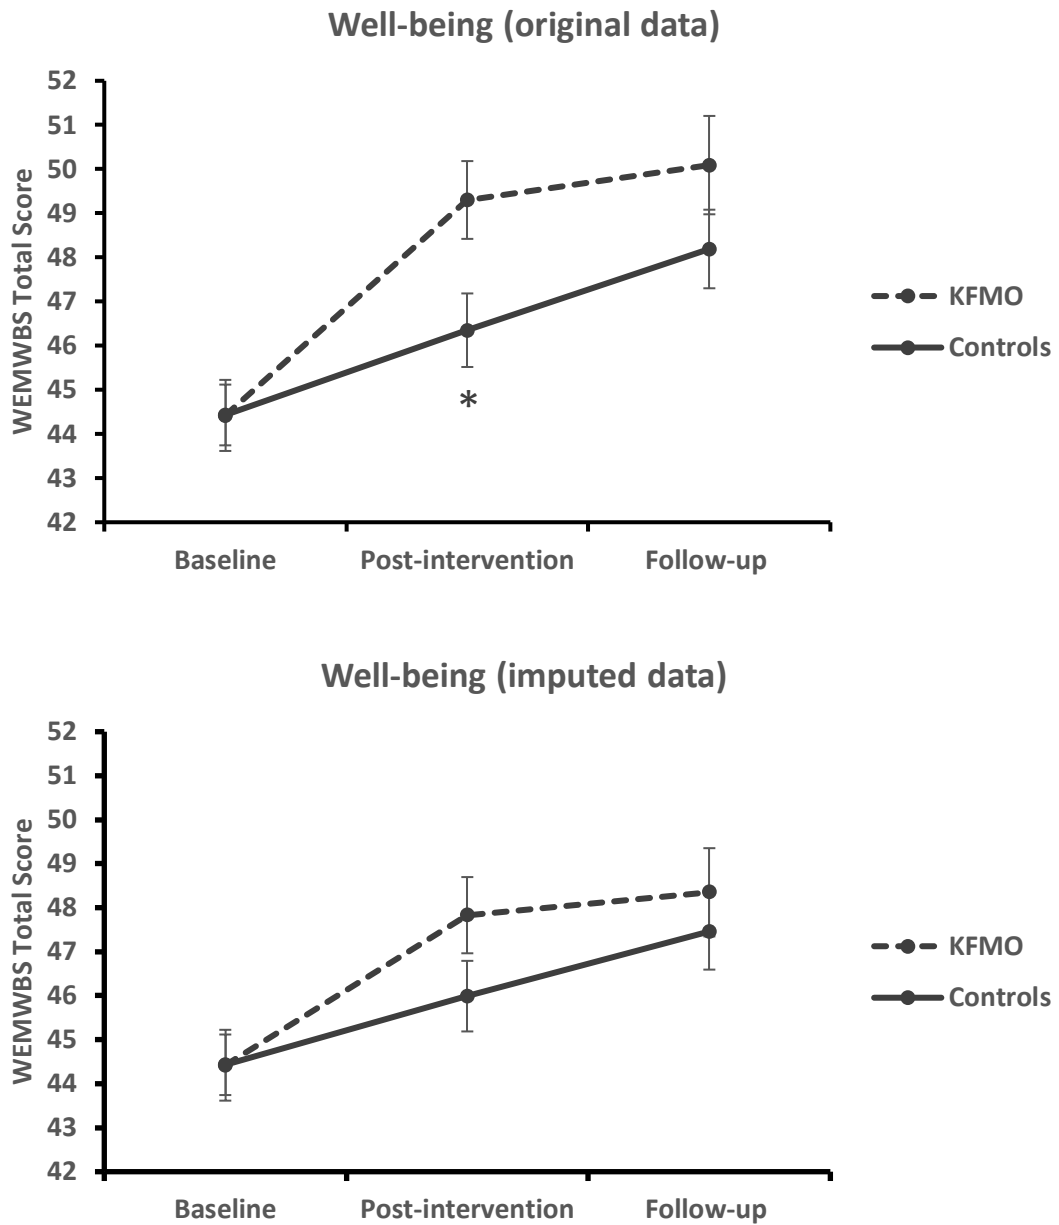 Well-being (original data)
WEMWBS Total Score
52
51
50
49
48
47
46
45
44
43
42
*
Baseline
Post-intervention
Follow-up
KFMO
Controls
Well-being (imputed data)
WEMWBS Total Score
52
51
50
49
48
47
46
45
44
43
42
Baseline
Post-intervention
Follow-up
KFMO
Controls